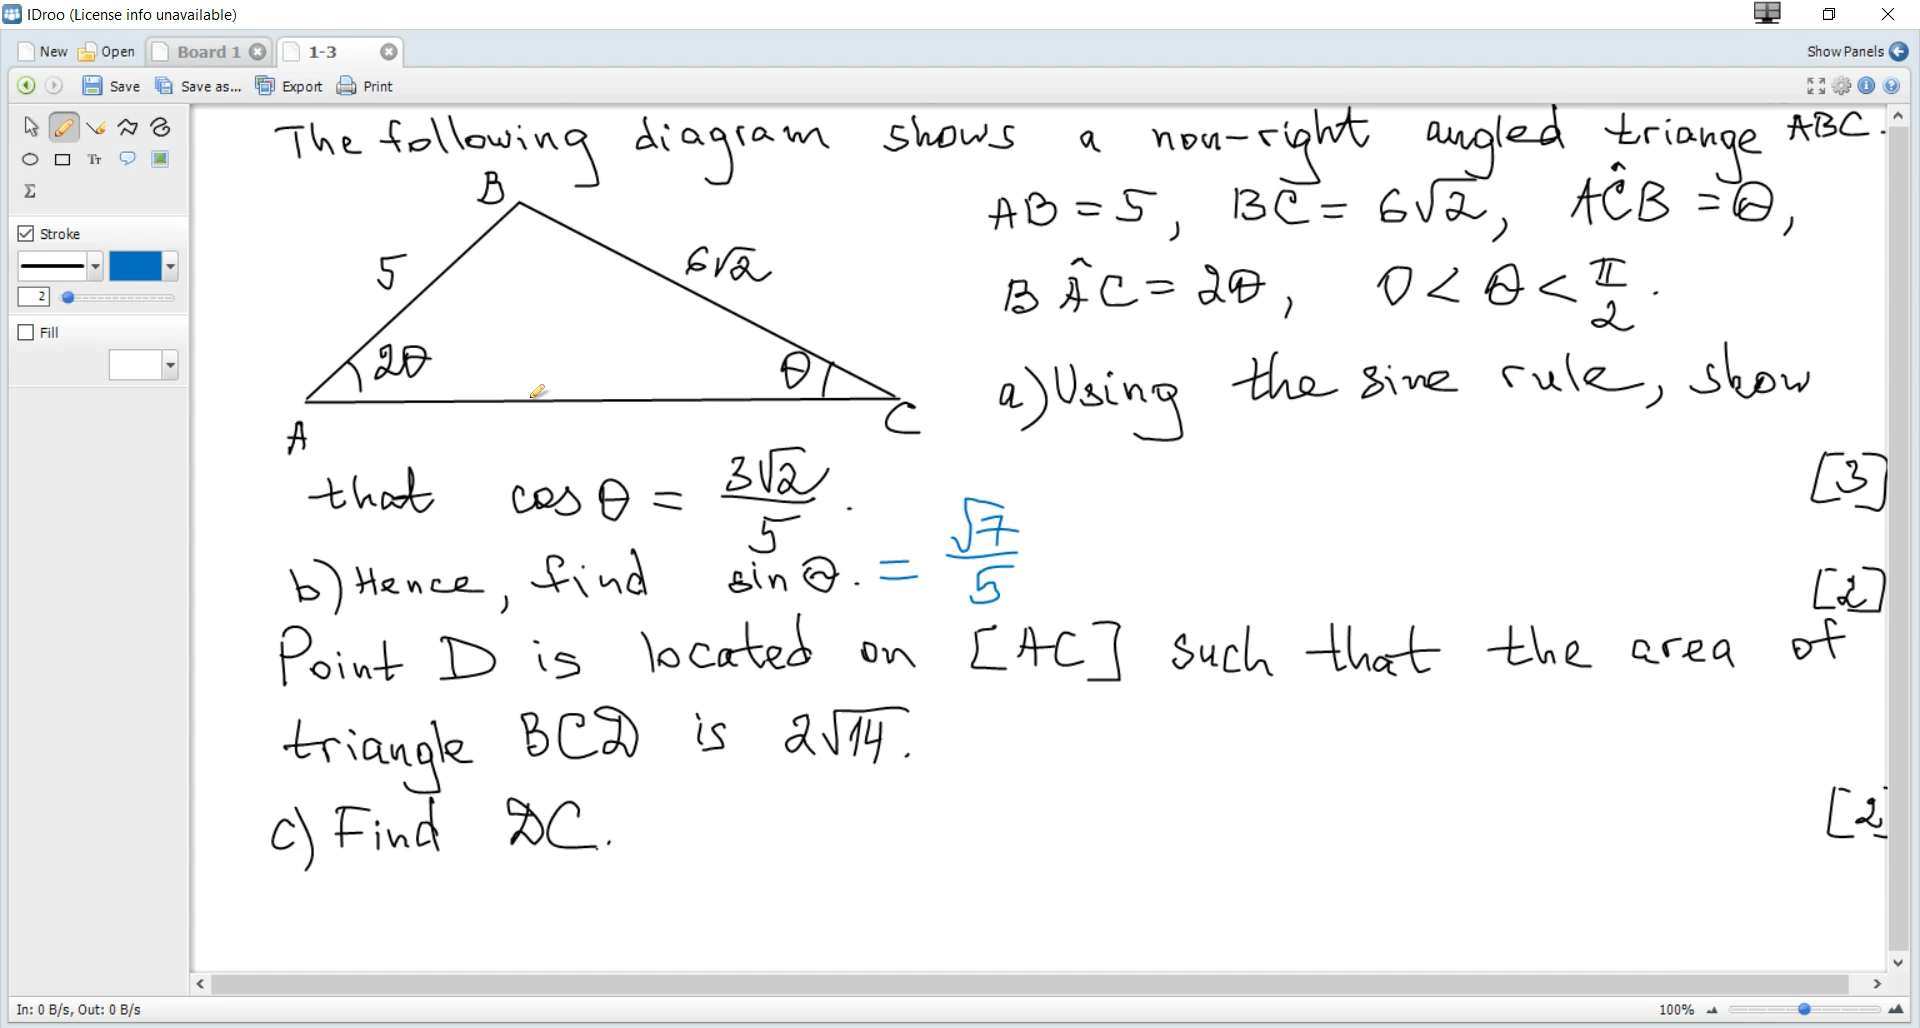 IDroo (License info unavailable)
New Open Board 1 1-3 Show Panels
Save Save as... Export Print
Tr
Σ
Stroke
2
Fill
The following diagram shows a non-right angled triange ABC.
B
AB = 5, BC = 6√2, AĈB = θ,
5
6√2
BÂC = 2θ, 0 < θ < π/2.
2θ
θ
a) Using the sine rule, show
A
C
that cos θ = 3√2/5. [3]
b) Hence, find sin θ. = √7/5 [2]
Point D is located on [AC] such that the area of
triangle BCD is 2√14.
c) Find DC. [2]
In: 0 B/s, Out: 0 B/s 100%